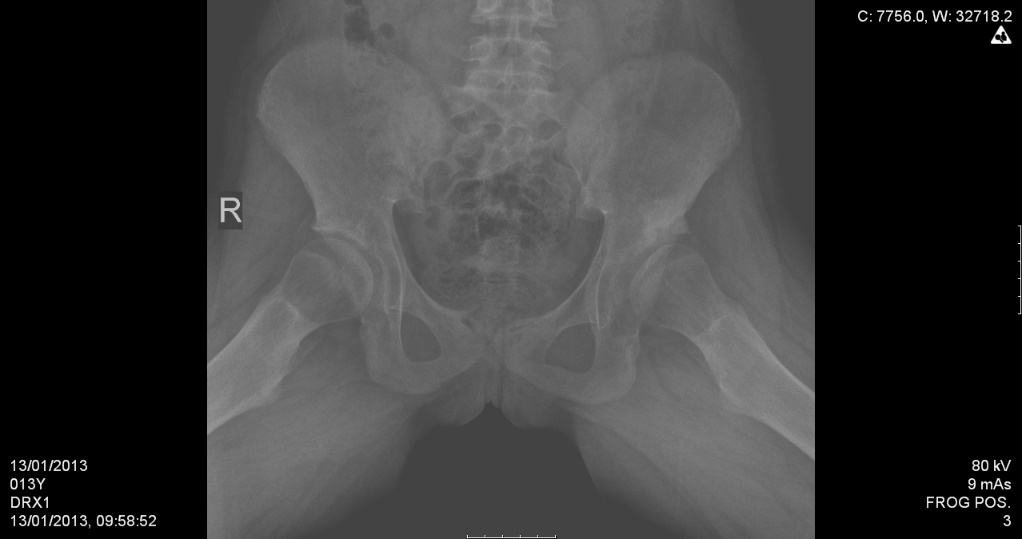 C: 7756.0, W: 32718.2
R
13/01/2013
013Y
DRX1
13/01/2013, 09:58:52
80 kV
9 mAs
FROG POS.
3